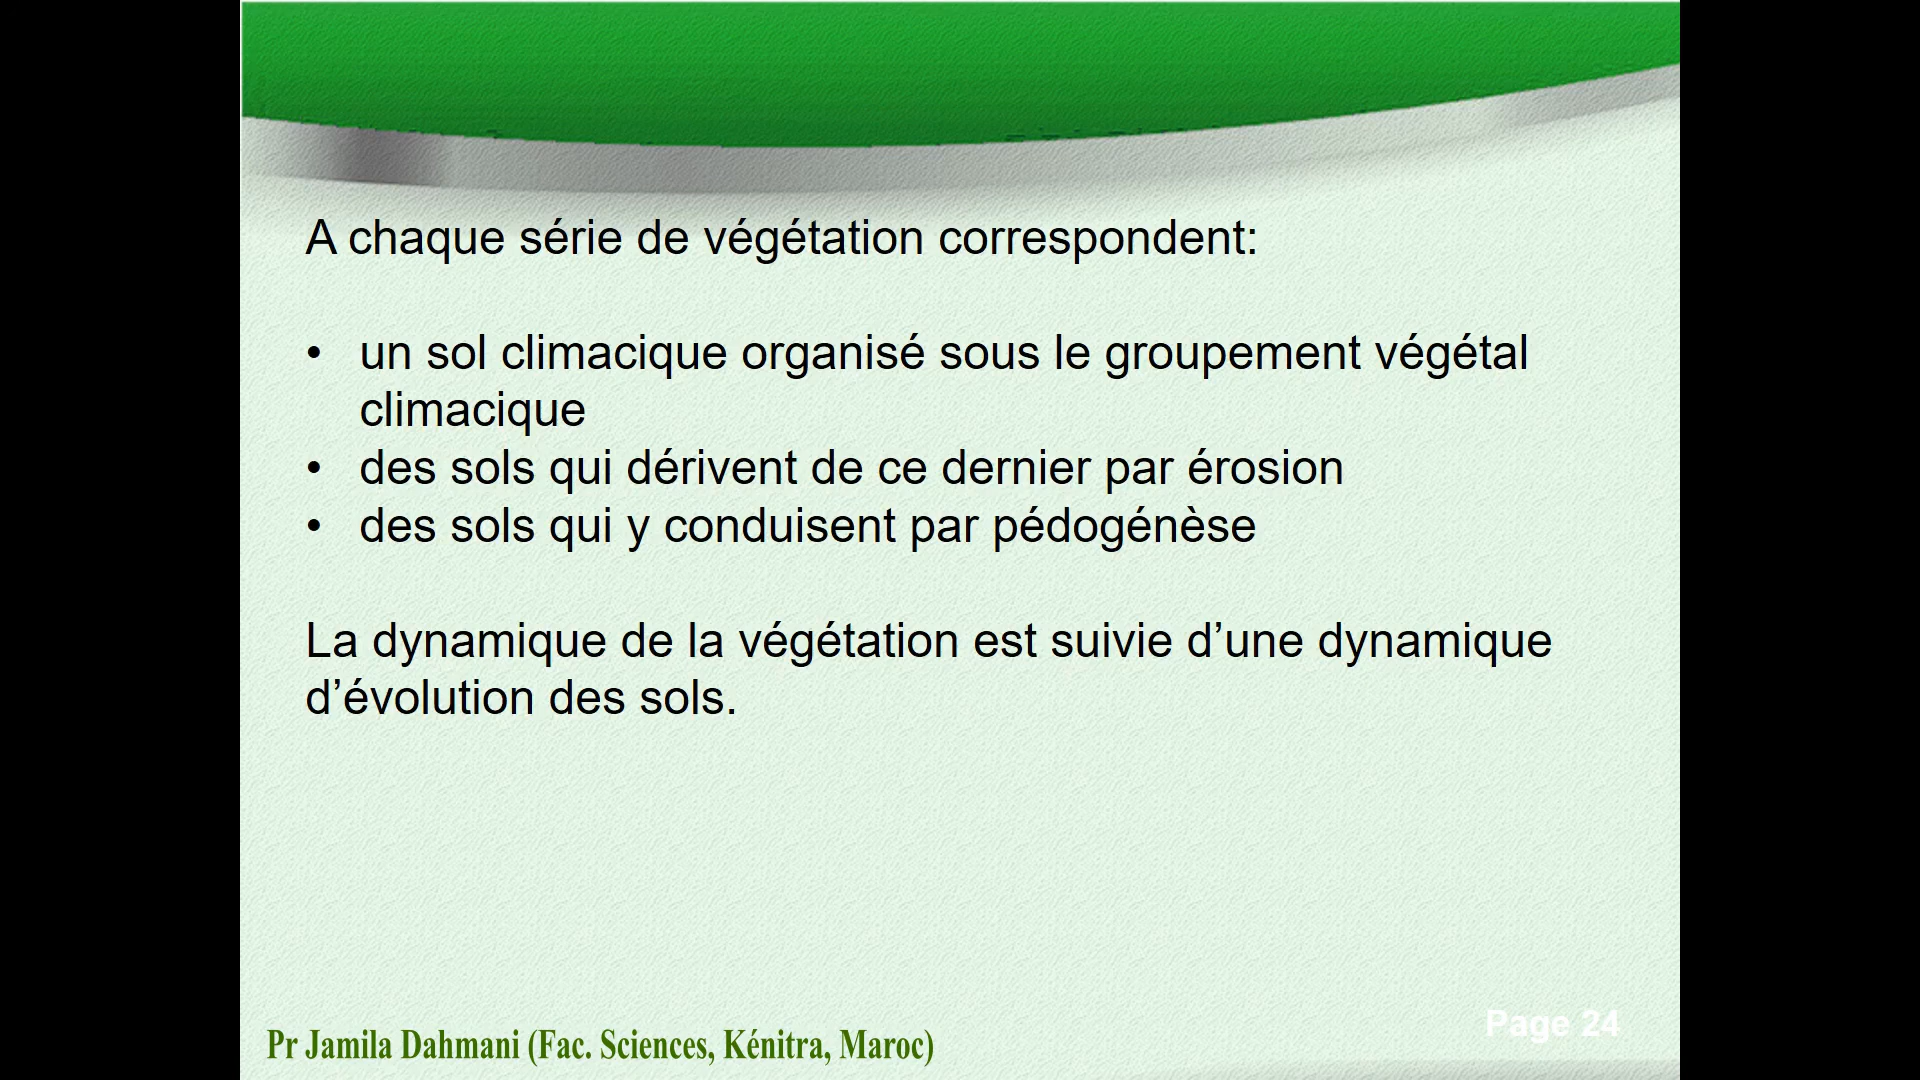 A chaque série de végétation correspondent:
• un sol climacique organisé sous le groupement végétal
climacique
• des sols qui dérivent de ce dernier par érosion
• des sols qui y conduisent par pédogénèse
La dynamique de la végétation est suivie d’une dynamique
d’évolution des sols.
Page 24
Pr Jamila Dahmani (Fac. Sciences, Kénitra, Maroc)